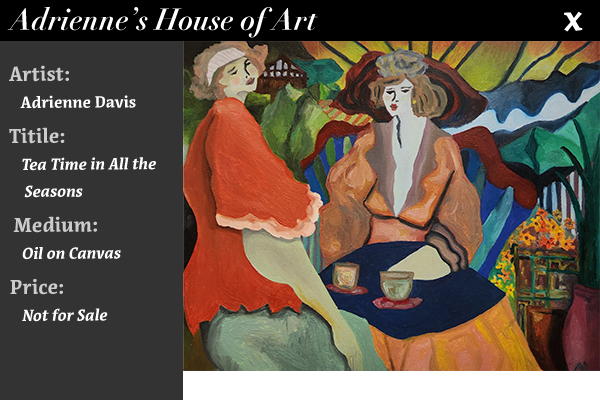 Adrienne's House of Art
X
Artist:
Adrienne Davis
Titile:
Tea Time in All the
Seasons
Medium:
Oil on Canvas
Price:
Not for Sale